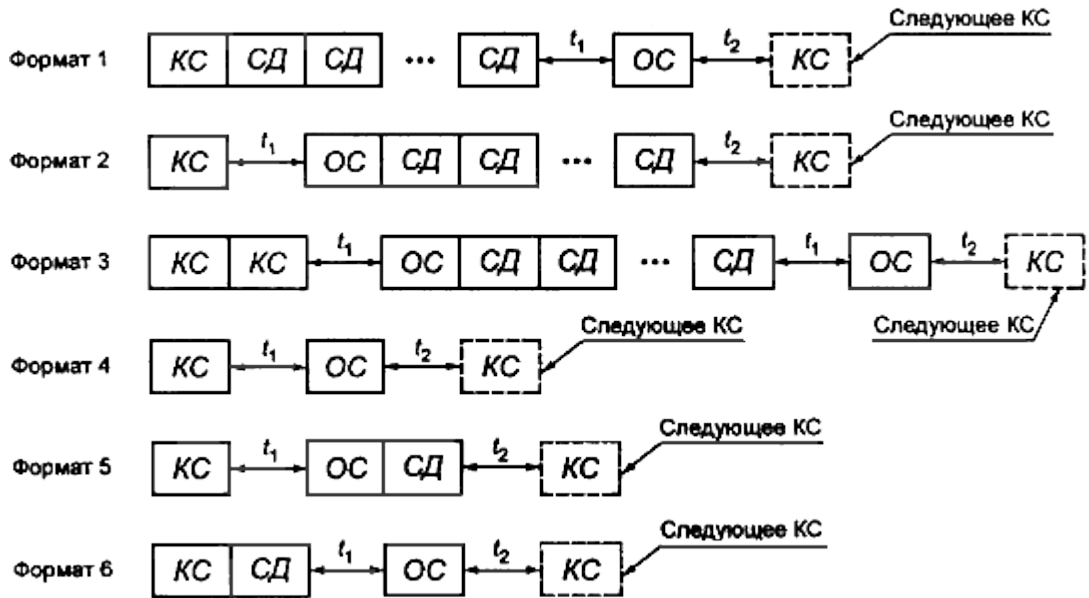 Следующее КС
Формат 1 КС СД СД ... СД t1 ОС t2 КС
Следующее КС
Формат 2 КС t1 ОС СД СД ... СД t2 КС
Формат 3 КС КС t1 ОС СД СД ... СД t1 ОС t2 КС
Следующее КС
Следующее КС
Формат 4 КС t1 ОС t2 КС
Следующее КС
Формат 5 КС t1 ОС СД t2 КС
Следующее КС
Формат 6 КС СД t1 ОС t2 КС